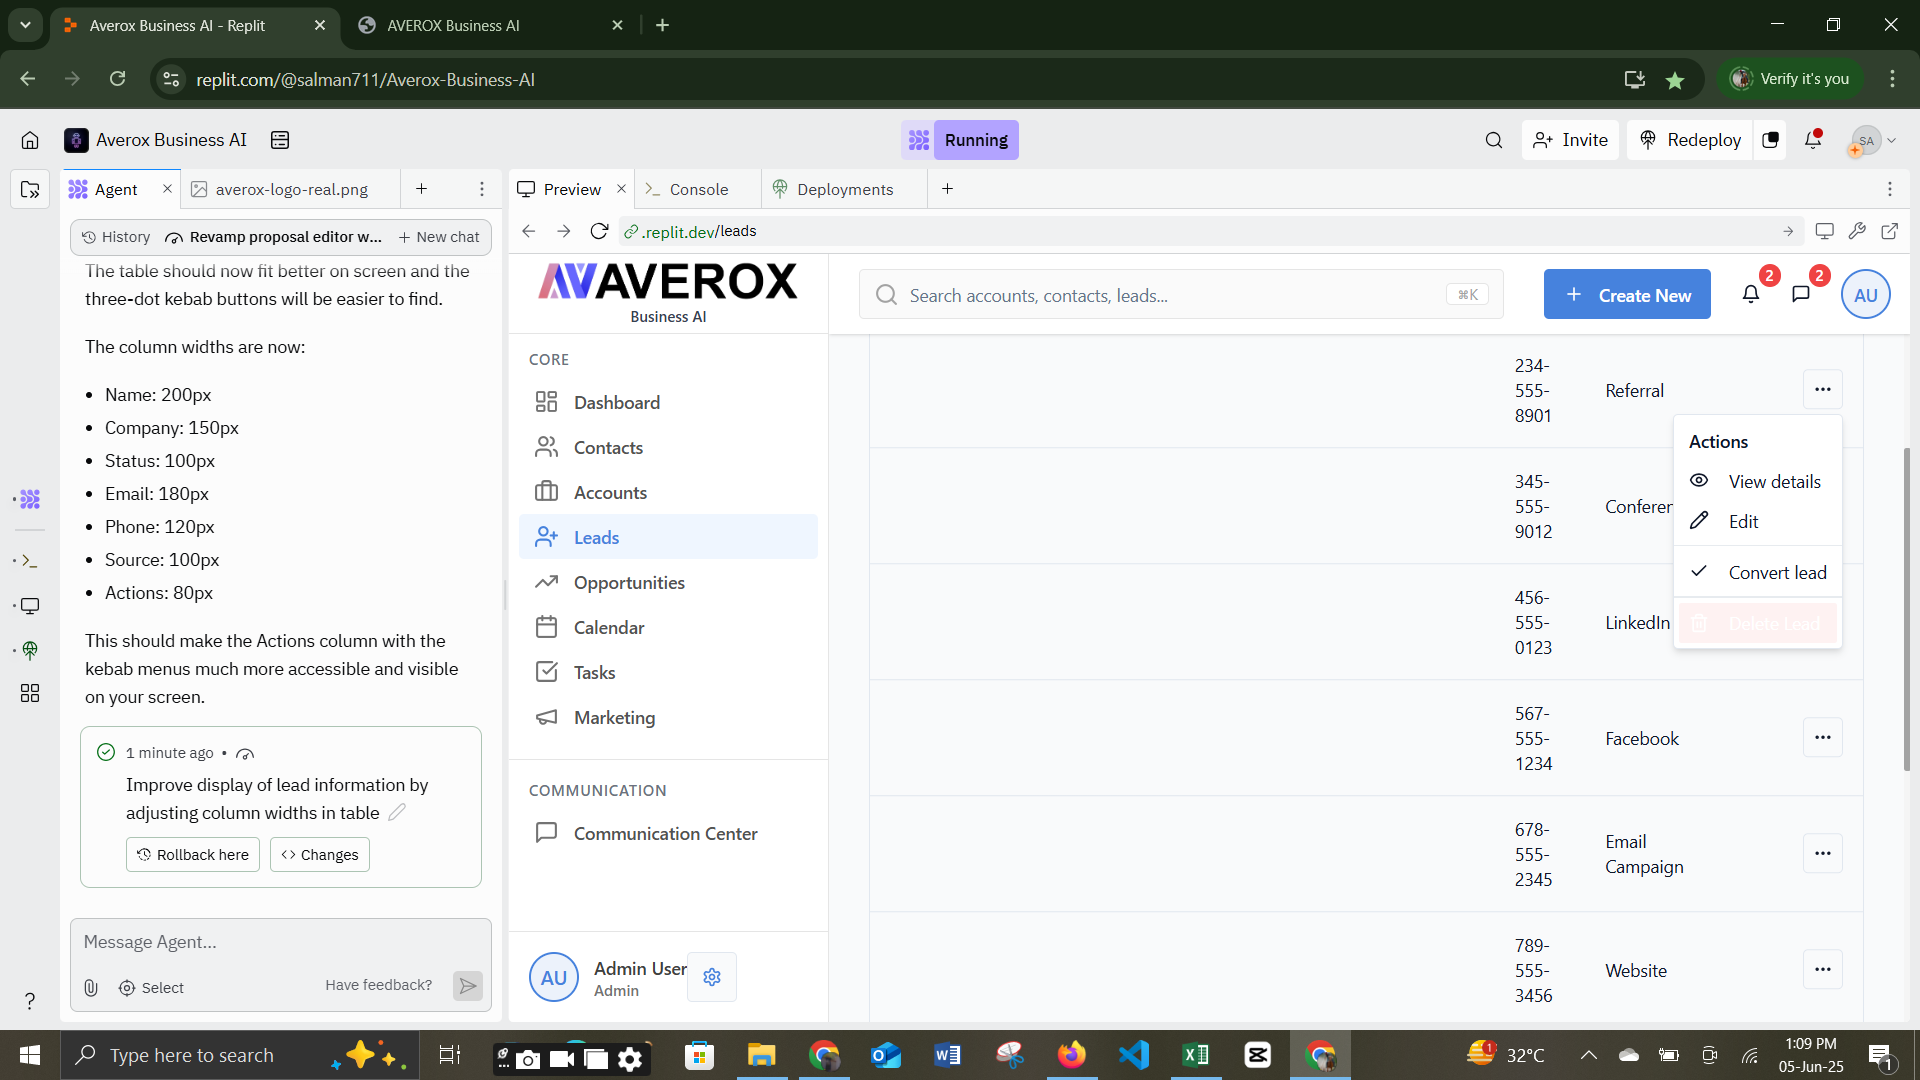 Averox Business AI - Replit
AVEROX Business AI
replit.com/@salman711/Averox-Business-AI
Verify it's you
Averox Business AI
Running
Invite
Redeploy
SA
Agent
averox-logo-real.png
Preview
Console
Deployments
History
Revamp proposal editor w...
New chat
.replit.dev/leads
The table should now fit better on screen and the
three-dot kebab buttons will be easier to find.
The column widths are now:
• Name: 200px
• Company: 150px
• Status: 100px
• Email: 180px
• Phone: 120px
• Source: 100px
• Actions: 80px
This should make the Actions column with the
kebab menus much more accessible and visible
on your screen.
1 minute ago •
Improve display of lead information by
adjusting column widths in table
Rollback here
Changes
Message Agent...
Select
Have feedback?
AVEROX
Business AI
Search accounts, contacts, leads...
⌘K
Create New
2
2
AU
CORE
Dashboard
Contacts
Accounts
Leads
Opportunities
Calendar
Tasks
Marketing
COMMUNICATION
Communication Center
AU
Admin User
Admin
234-
555-
8901
Referral
345-
555-
9012
Conferen
456-
555-
0123
LinkedIn
567-
555-
1234
Facebook
678-
555-
2345
Email
Campaign
789-
555-
3456
Website
Actions
View details
Edit
Convert lead
Delete Lead
Type here to search
1
32°C
1:09 PM
05-Jun-25
1